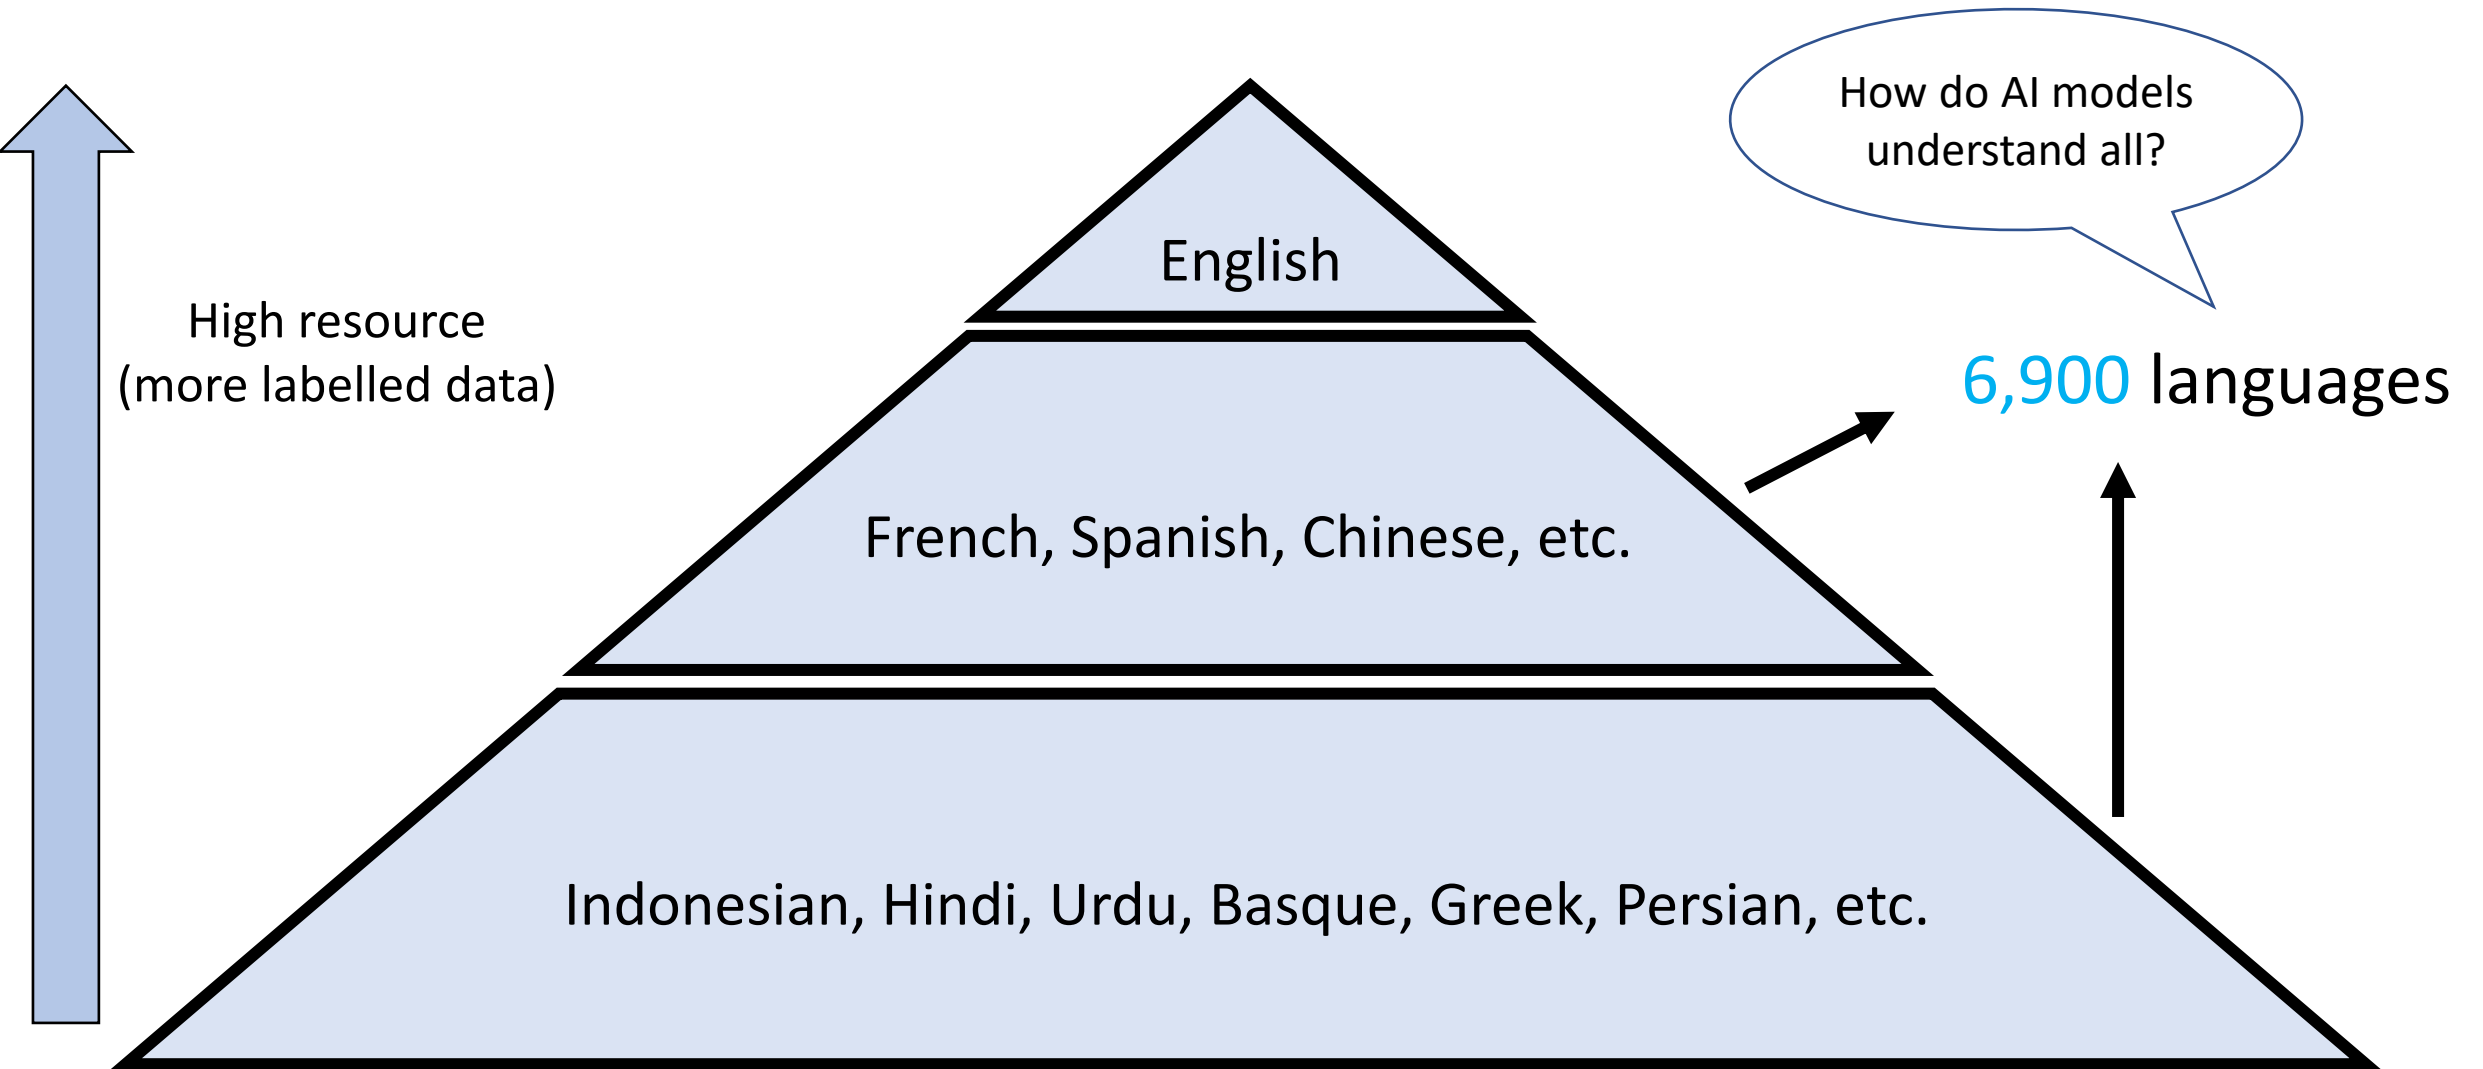 How do AI models
understand all?
English
High resource
(more labelled data)
6,900 languages
French, Spanish, Chinese, etc.
Indonesian, Hindi, Urdu, Basque, Greek, Persian, etc.